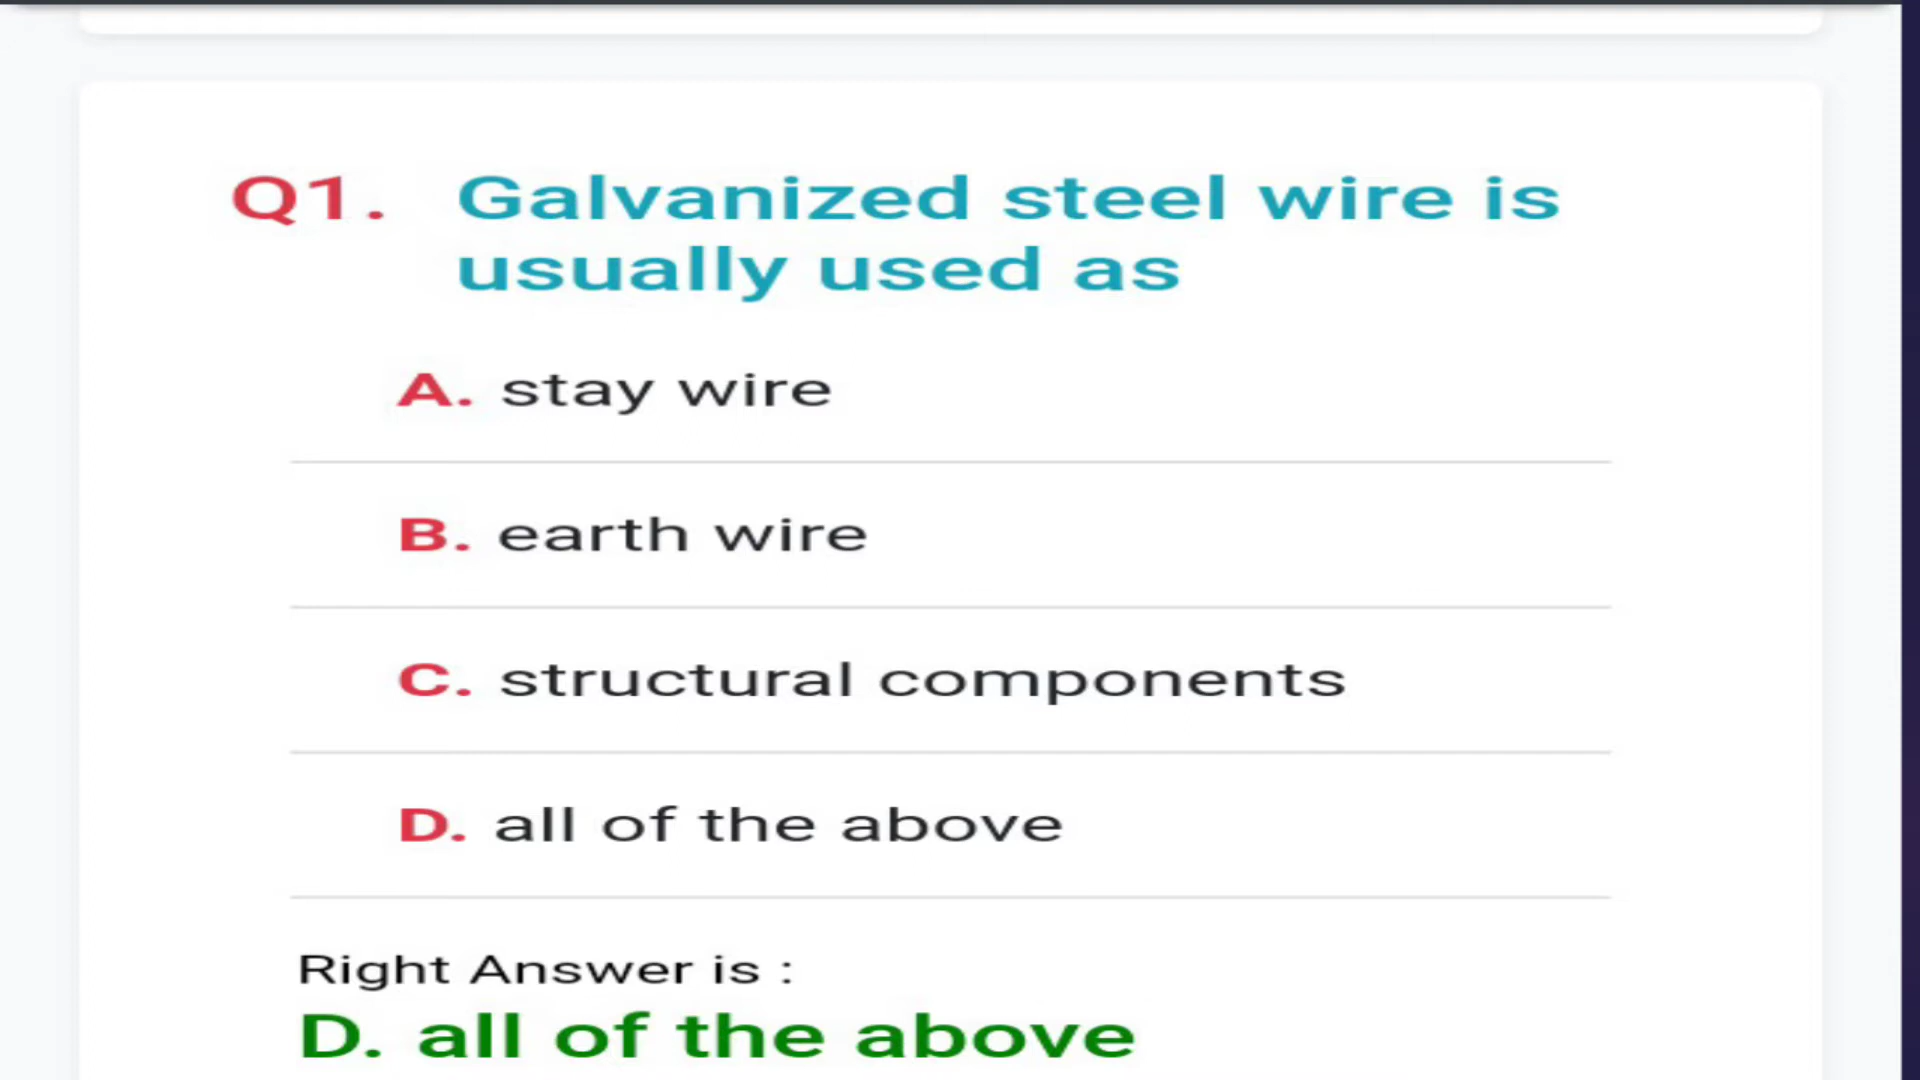 Q1. Galvanized steel wire is
usually used as
A. stay wire
B. earth wire
C. structural components
D. all of the above
Right Answer is :
D. all of the above